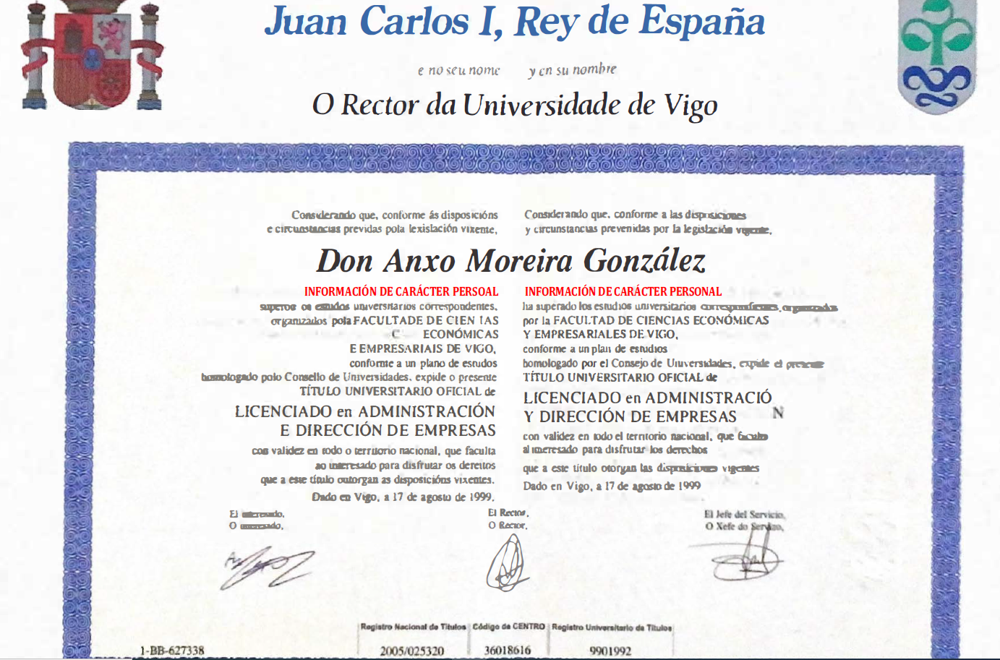 Juan Carlos I, Rey de España
e no seu nome y en su nombre
O Rector da Universidade de Vigo
Considerando que, conforme ás disposicións
e circunstancias previdas pola lexislación vixente,
Considerando que, conforme a las disposiciones
y circunstancias prevenidas por la legislación vigente,
Don Anxo Moreira González
INFORMACIÓN DE CARÁCTER PERSOAL
superou os estudos universitarios correspondentes,
organizados pola FACULTADE DE CIEN IAS
C ECONÓMICAS
E EMPRESARIAIS DE VIGO,
conforme a un plano de estudos
homologado polo Consello de Universidades, expide o presente
TÍTULO UNIVERSITARIO OFICIAL de
LICENCIADO en ADMINISTRACIÓN
E DIRECCIÓN DE EMPRESAS
con validez en todo o territorio nacional, que faculta
ao interesado para disfrutar os dereitos
que a este título outorgan as disposicións vixentes.
Dado en Vigo, a 17 de agosto de 1999.
INFORMACIÓN DE CARÁCTER PERSONAL
ha superado los estudios universitarios correspondientes, organizados
por la FACULTAD DE CIENCIAS ECONÓMICAS
Y EMPRESARIALES DE VIGO,
conforme a un plan de estudios
homologado por el Consejo de Universidades, expide el presente
TÍTULO UNIVERSITARIO OFICIAL de
LICENCIADO en ADMINISTRACIÓ
Y DIRECCIÓN DE EMPRESAS N
con validez en todo el territorio nacional, que faculta
al interesado para disfrutar los derechos
que a este título otorgan las disposiciones vigentes
Dado en Vigo, a 17 de agosto de 1999
El interesado,
O interesado,
El Rector,
O Rector,
El Jefe del Servicio,
O Xefe do Servizo,
Registro Nacional de Títulos Código de CENTRO Registro Universitario de Títulos
1-BB-627338 2005/025320 36018616 9901992